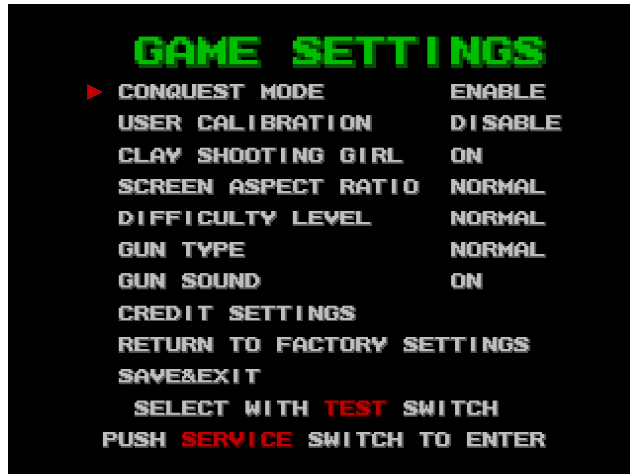 GAME SETTINGS
CONQUEST MODE ENABLE
USER CALIBRATION DISABLE
CLAY SHOOTING GIRL ON
SCREEN ASPECT RATIO NORMAL
DIFFICULTY LEVEL NORMAL
GUN TYPE NORMAL
GUN SOUND ON
CREDIT SETTINGS
RETURN TO FACTORY SETTINGS
SAVE&EXIT
SELECT WITH TEST SWITCH
PUSH SERVICE SWITCH TO ENTER